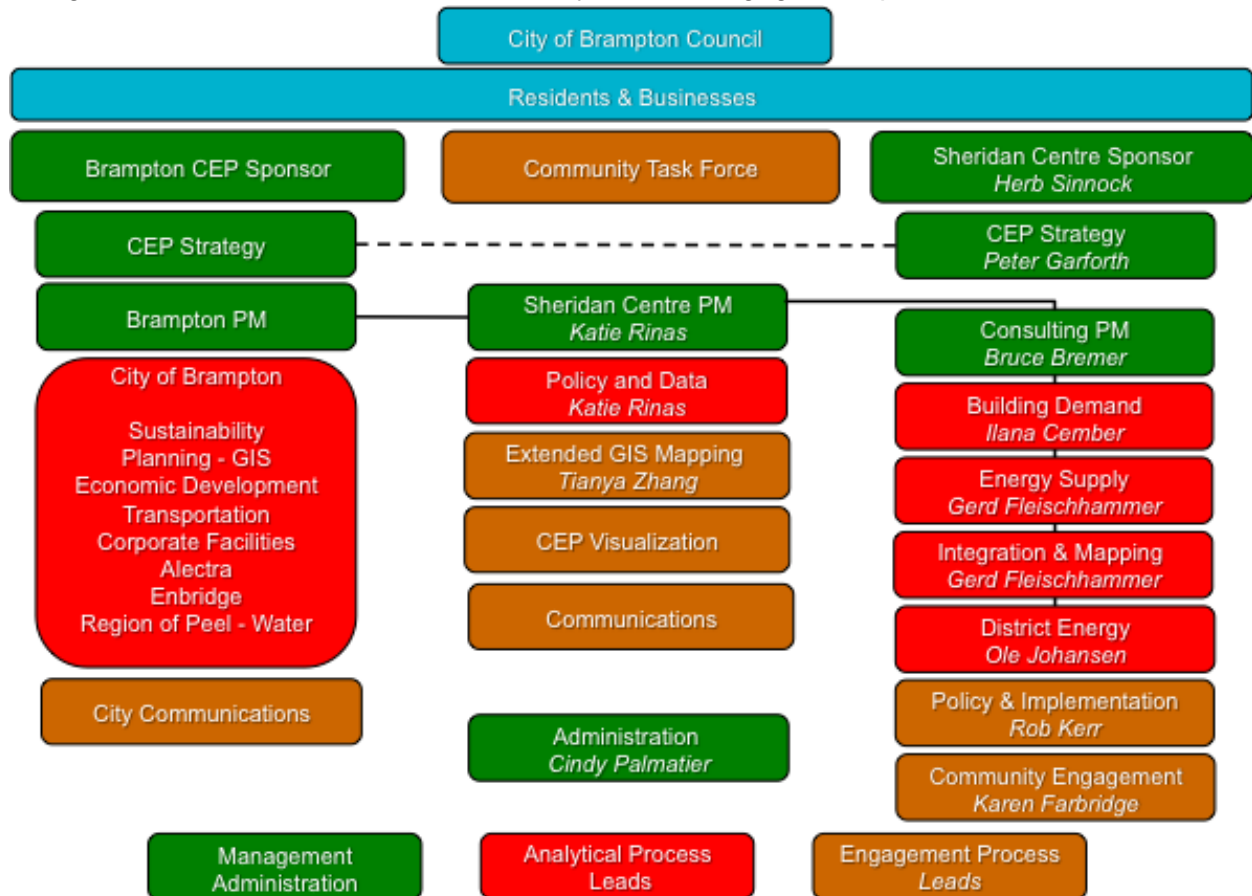 City of Brampton Council
Residents & Businesses
Brampton CEP Sponsor
Community Task Force
Sheridan Centre Sponsor
Herb Sinnock
CEP Strategy
CEP Strategy
Peter Garforth
Brampton PM
Sheridan Centre PM
Katie Rinas
Consulting PM
Bruce Bremer
City of Brampton
Sustainability
Planning - GIS
Economic Development
Transportation
Corporate Facilities
Alectra
Enbridge
Region of Peel - Water
City Communications
Policy and Data
Katie Rinas
Extended GIS Mapping
Tianya Zhang
CEP Visualization
Communications
Administration
Cindy Palmatier
Building Demand
Ilana Cember
Energy Supply
Gerd Fleischhammer
Integration & Mapping
Gerd Fleischhammer
District Energy
Ole Johansen
Policy & Implementation
Rob Kerr
Community Engagement
Karen Farbridge
Management
Administration
Analytical Process
Leads
Engagement Process
Leads